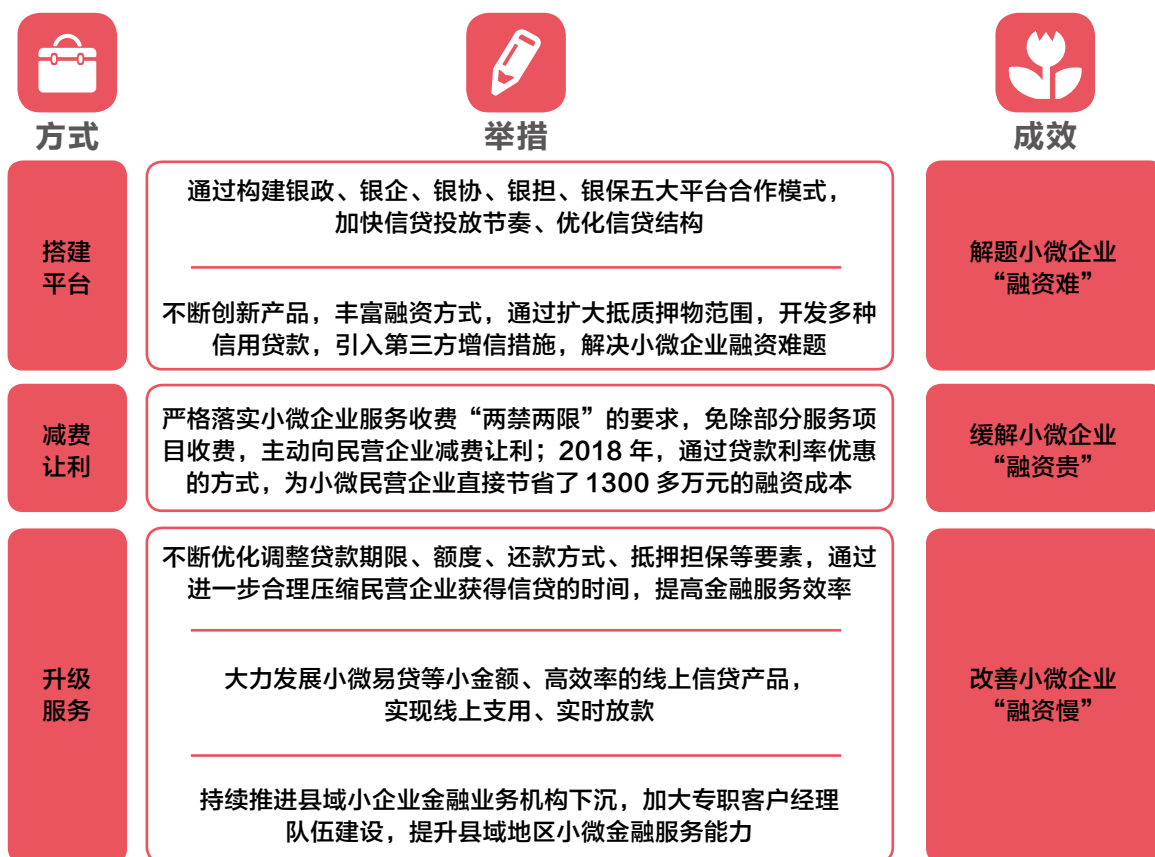 方式
举措
成效
搭建
平台
通过构建银政、银企、银协、银担、银保五大平台合作模式，
加快信贷投放节奏、优化信贷结构
不断创新产品，丰富融资方式，通过扩大抵质押物范围，开发多种
信用贷款，引入第三方增信措施，解决小微企业融资难题
解题小微企业
“融资难”
减费
让利
严格落实小微企业服务收费“两禁两限”的要求，免除部分服务项
目收费，主动向民营企业减费让利；2018 年，通过贷款利率优惠
的方式，为小微民营企业直接节省了 1300 多万元的融资成本
缓解小微企业
“融资贵”
升级
服务
不断优化调整贷款期限、额度、还款方式、抵押担保等要素，通过
进一步合理压缩民营企业获得信贷的时间，提高金融服务效率
大力发展小微易贷等小金额、高效率的线上信贷产品，
实现线上支用、实时放款
持续推进县域小企业金融业务机构下沉，加大专职客户经理
队伍建设，提升县域地区小微金融服务能力
改善小微企业
“融资慢”